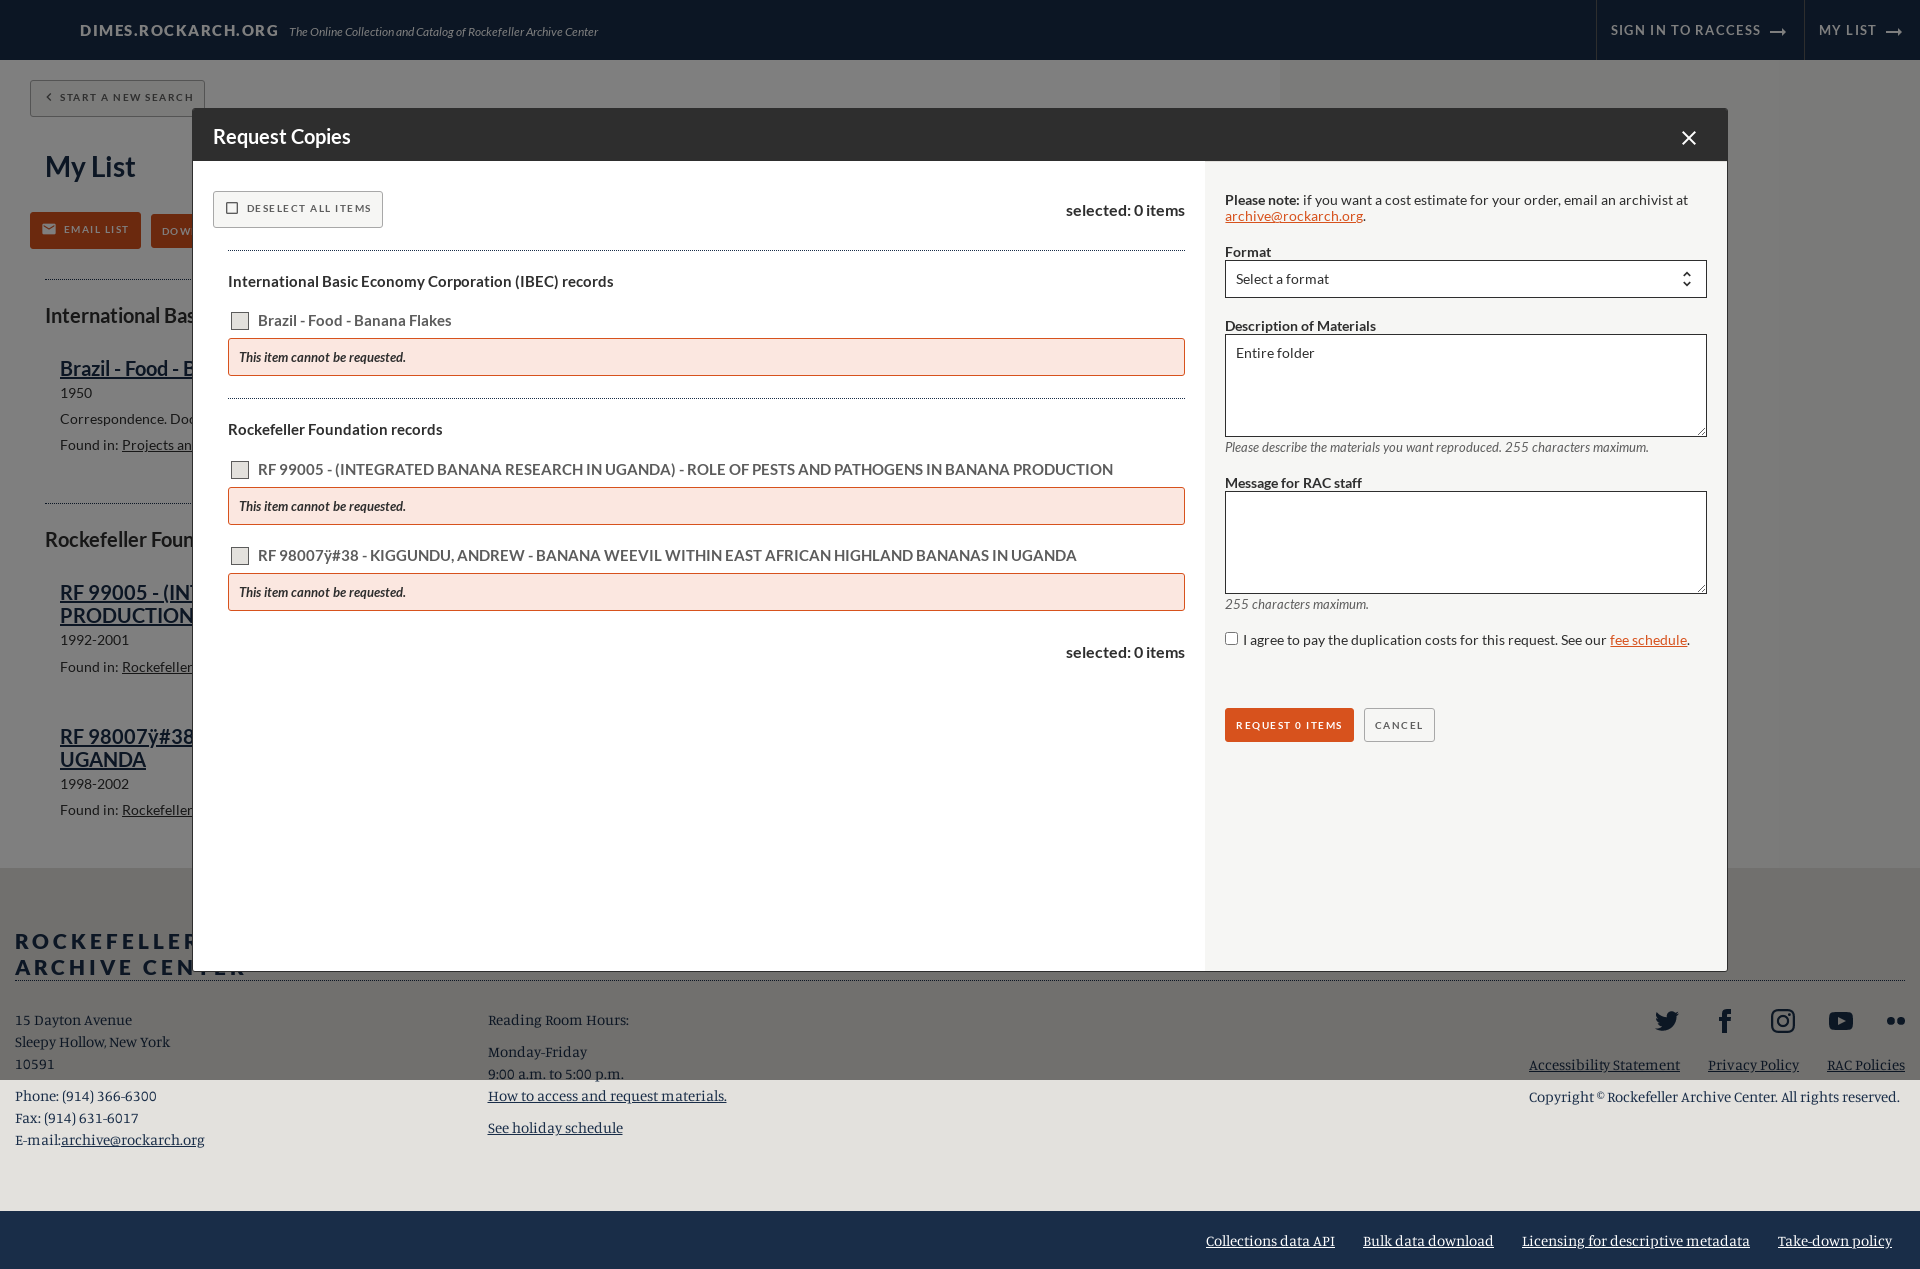 DIMES.ROCKARCH.ORG The Online Collection and Catalog of Rockefeller Archive Center
SIGN IN TO RACCESS
MY LIST
START A NEW SEARCH
My List
EMAIL LIST
International
Brazil - Food -
1950
Correspondence.
Found in: Projects
Rockefeller
RF 99005 -
PRODUCTION
1992-2001
Found in: Rockefeller
RF 98007ÿ#38
UGANDA
1998-2002
Found in: Rockefeller
Request Copies
DESELECT ALL ITEMS
selected: 0 items
International Basic Economy Corporation (IBEC) records
Brazil - Food - Banana Flakes
This item cannot be requested.
Rockefeller Foundation records
RF 99005 - (INTEGRATED BANANA RESEARCH IN UGANDA) - ROLE OF PESTS AND PATHOGENS IN BANANA PRODUCTION
This item cannot be requested.
RF 98007ÿ#38 - KIGGUNDU, ANDREW - BANANA WEEVIL WITHIN EAST AFRICAN HIGHLAND BANANAS IN UGANDA
This item cannot be requested.
selected: 0 items
Please note: if you want a cost estimate for your order, email an archivist at
archive@rockarch.org.
Format
Select a format
Description of Materials
Entire folder
Please describe the materials you want reproduced. 255 characters maximum.
Message for RAC staff
255 characters maximum.
I agree to pay the duplication costs for this request. See our fee schedule.
REQUEST 0 ITEMS
CANCEL
ROCKEFELLER
ARCHIVE CENTER
15 Dayton Avenue
Sleepy Hollow, New York
10591
Phone: (914) 366-6300
Fax: (914) 631-6017
E-mail:archive@rockarch.org
Reading Room Hours:
Monday-Friday
9:00 a.m. to 5:00 p.m.
How to access and request materials.
See holiday schedule
Accessibility Statement
Privacy Policy
RAC Policies
Copyright © Rockefeller Archive Center. All rights reserved.
Collections data API
Bulk data download
Licensing for descriptive metadata
Take-down policy